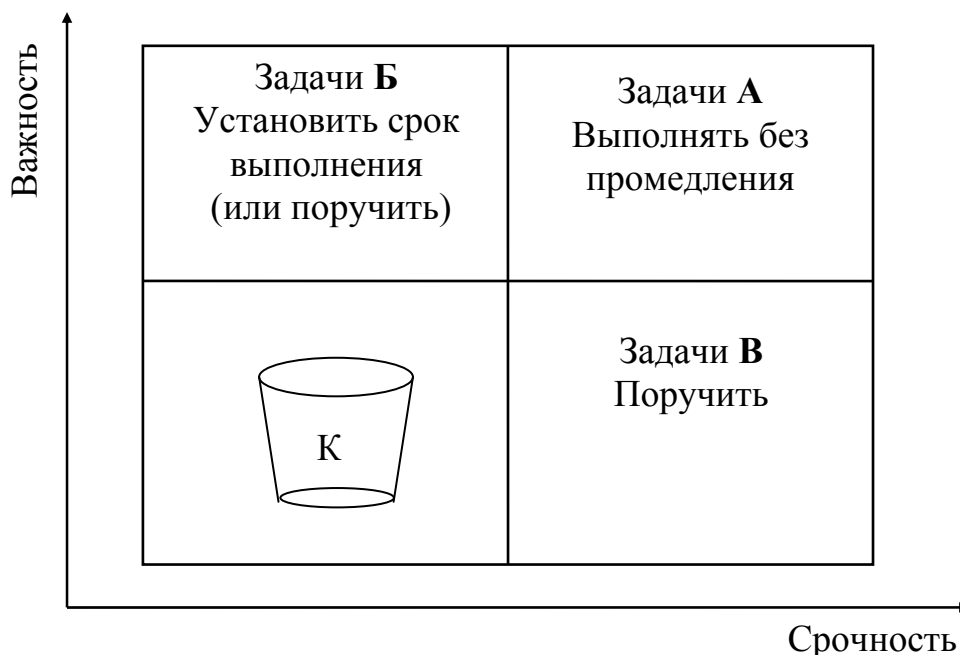 Важность
Задачи Б
Установить срок
выполнения
(или поручить)
Задачи А
Выполнять без
промедления
К
Задачи В
Поручить
Срочность